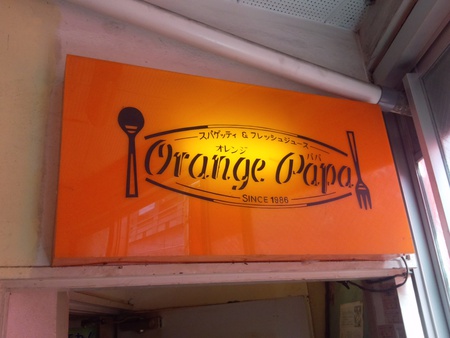 スパゲッティ & フレッシュジュース
オレンジ パパ
Orange Papa
SINCE 1986